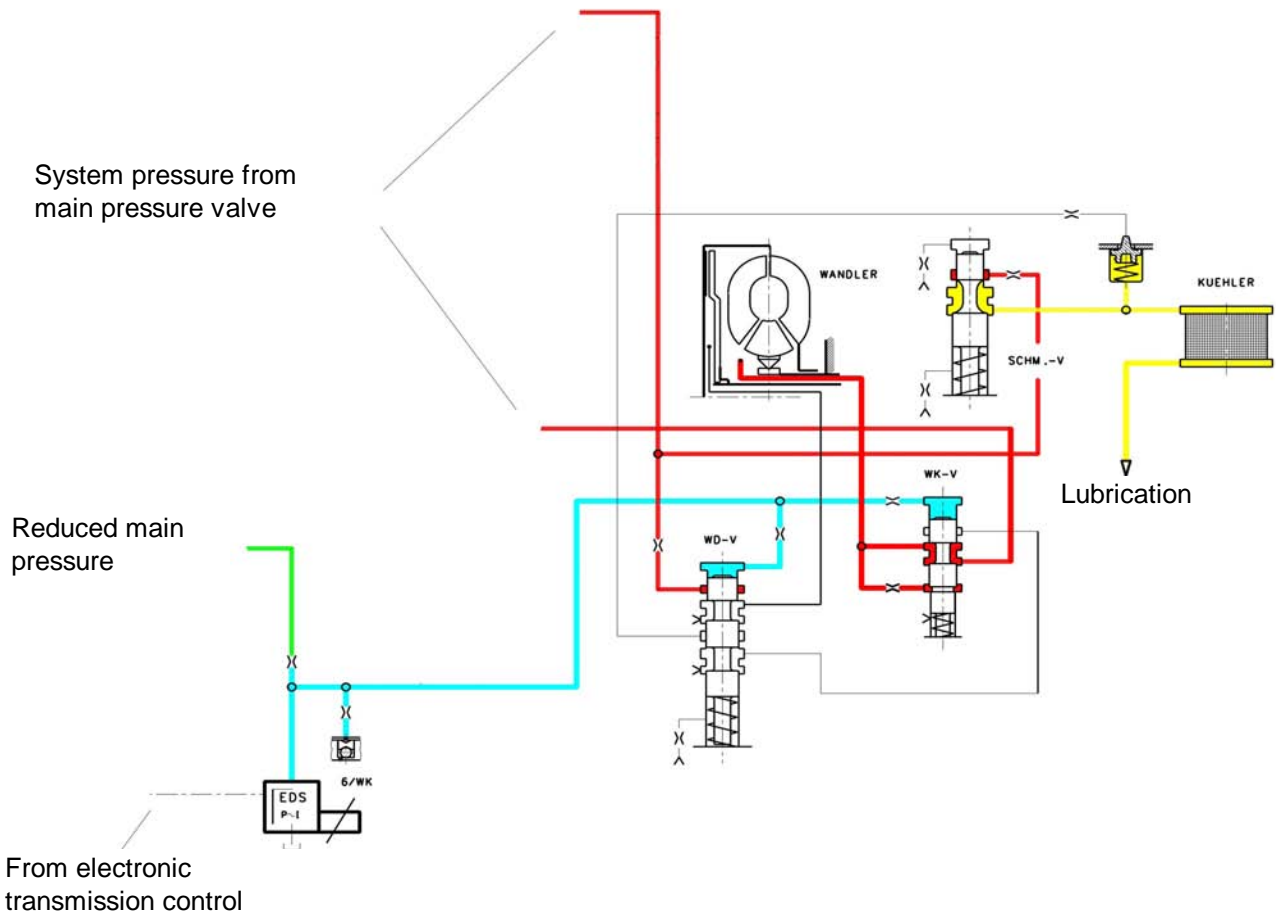 System pressure from
main pressure valve
WANDLER
KUEHLER
SCHM.-V
WK-V
Lubrication
Reduced main
pressure
WD-V
6/WK
EDS
P~I
From electronic
transmission control